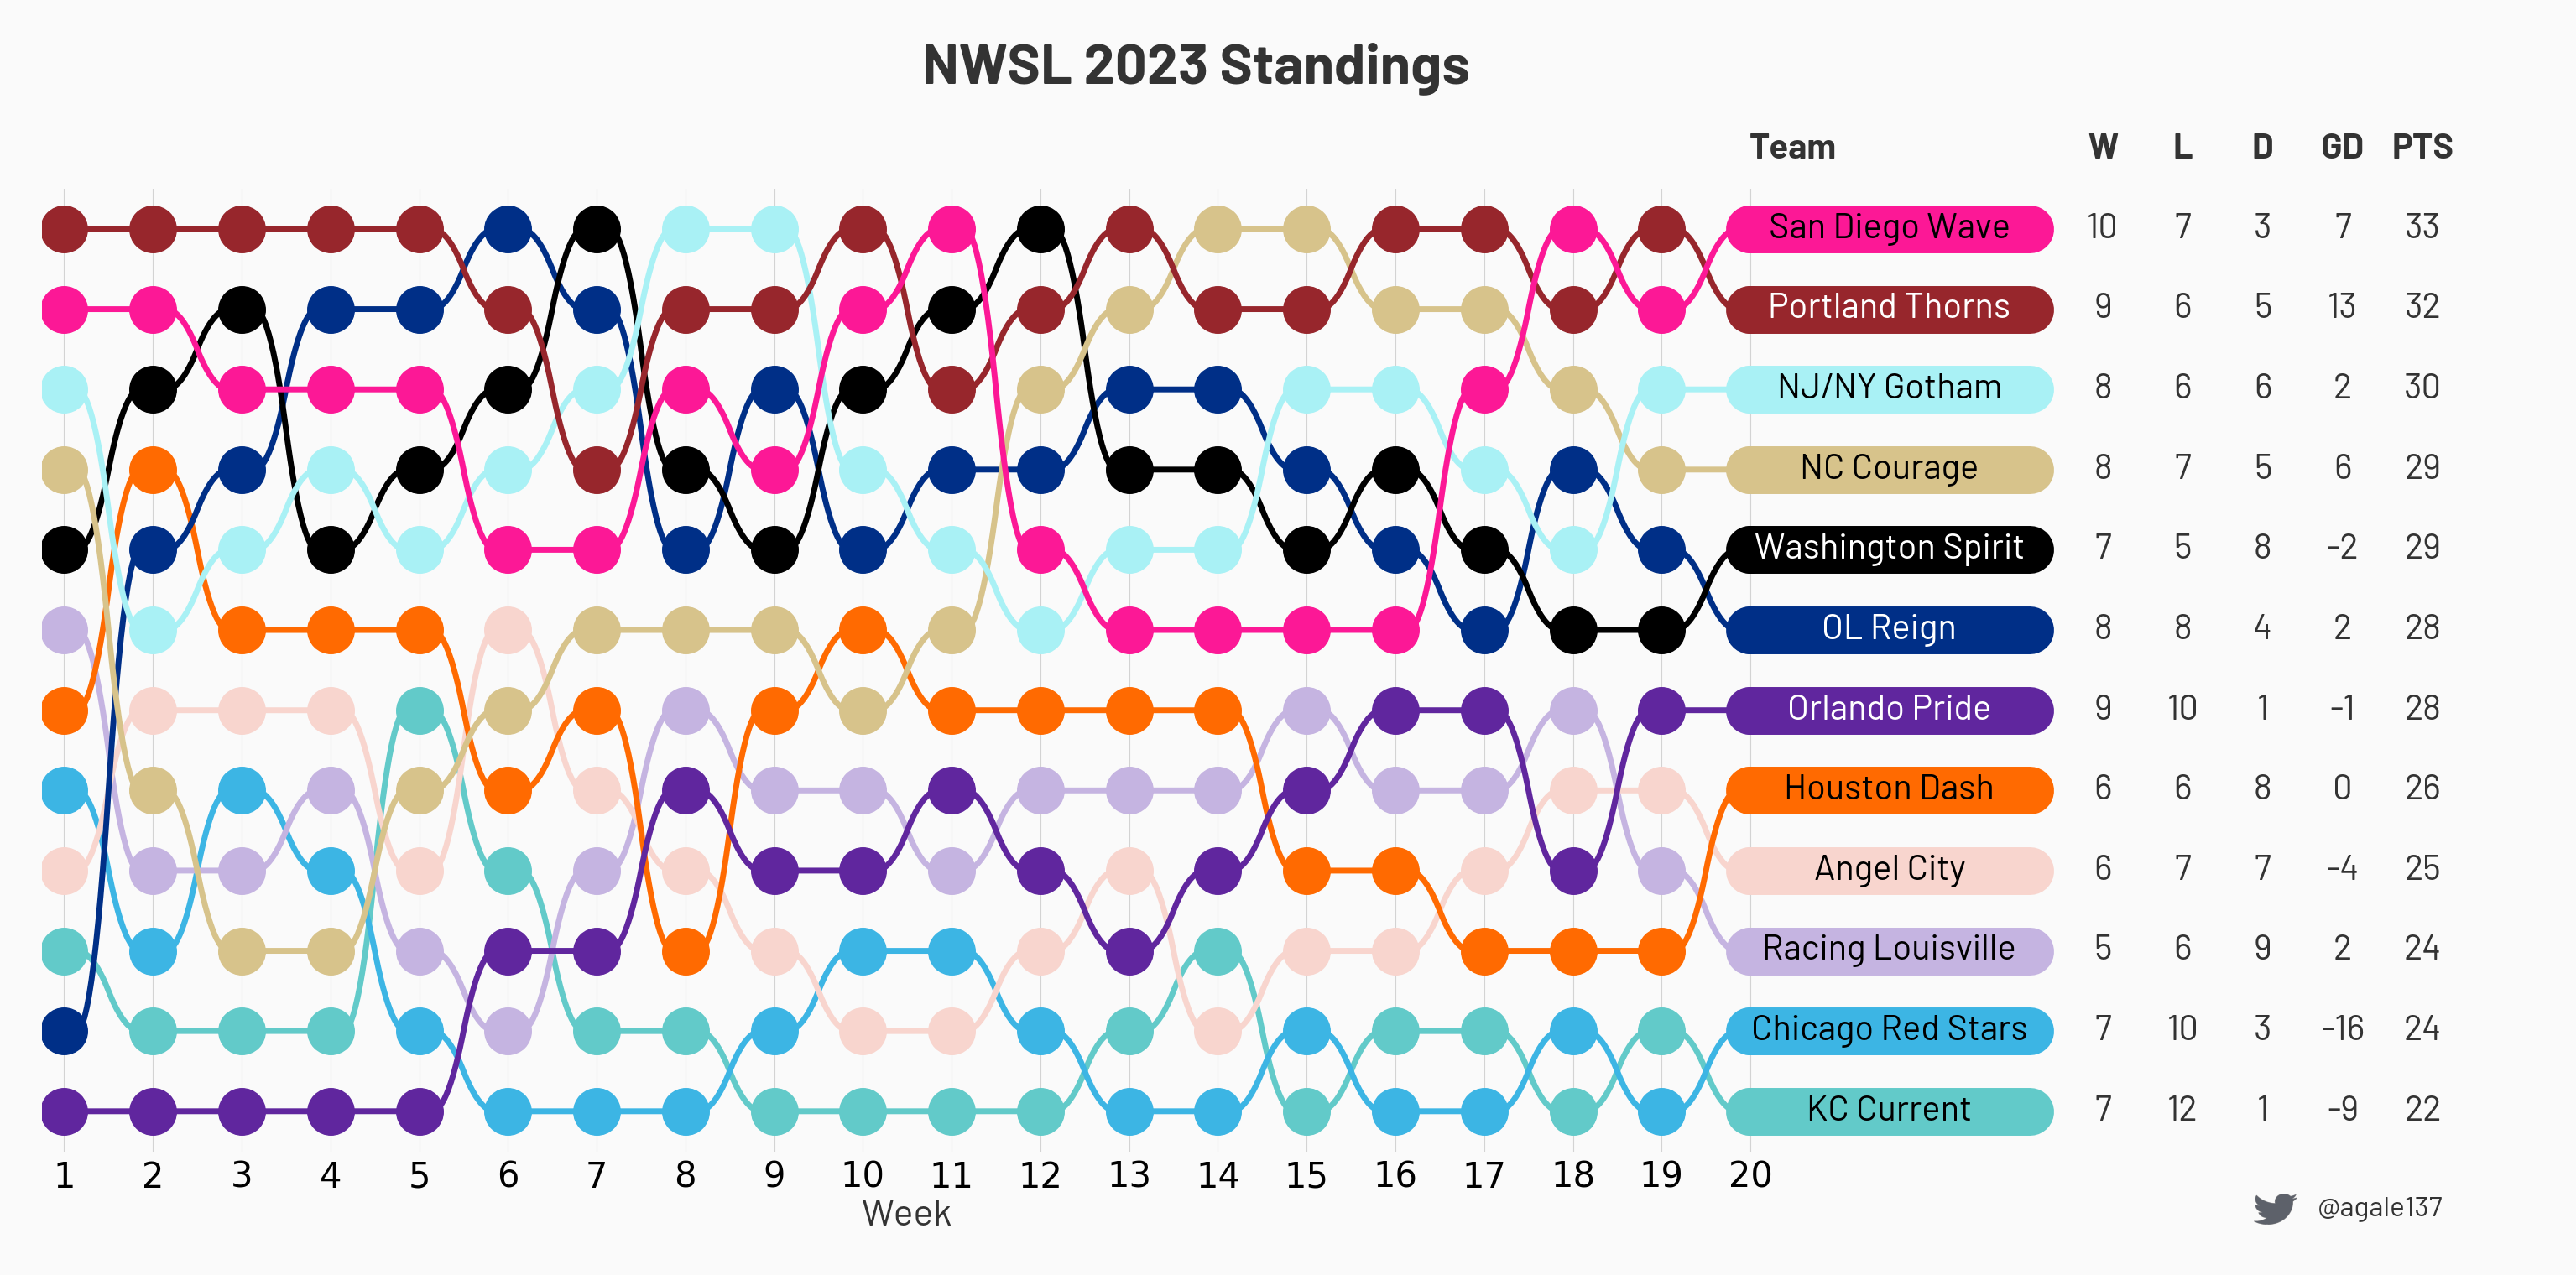 NWSL 2023 Standings
Team W L D GD PTS
San Diego Wave 10 7 3 7 33
Portland Thorns 9 6 5 13 32
NJ/NY Gotham 8 6 6 2 30
NC Courage 8 7 5 6 29
Washington Spirit 7 5 8 -2 29
OL Reign 8 8 4 2 28
Orlando Pride 9 10 1 -1 28
Houston Dash 6 6 8 0 26
Angel City 6 7 7 -4 25
Racing Louisville 5 6 9 2 24
Chicago Red Stars 7 10 3 -16 24
KC Current 7 12 1 -9 22
1 2 3 4 5 6 7 8 9 10 11 12 13 14 15 16 17 18 19 20
Week
@agale137